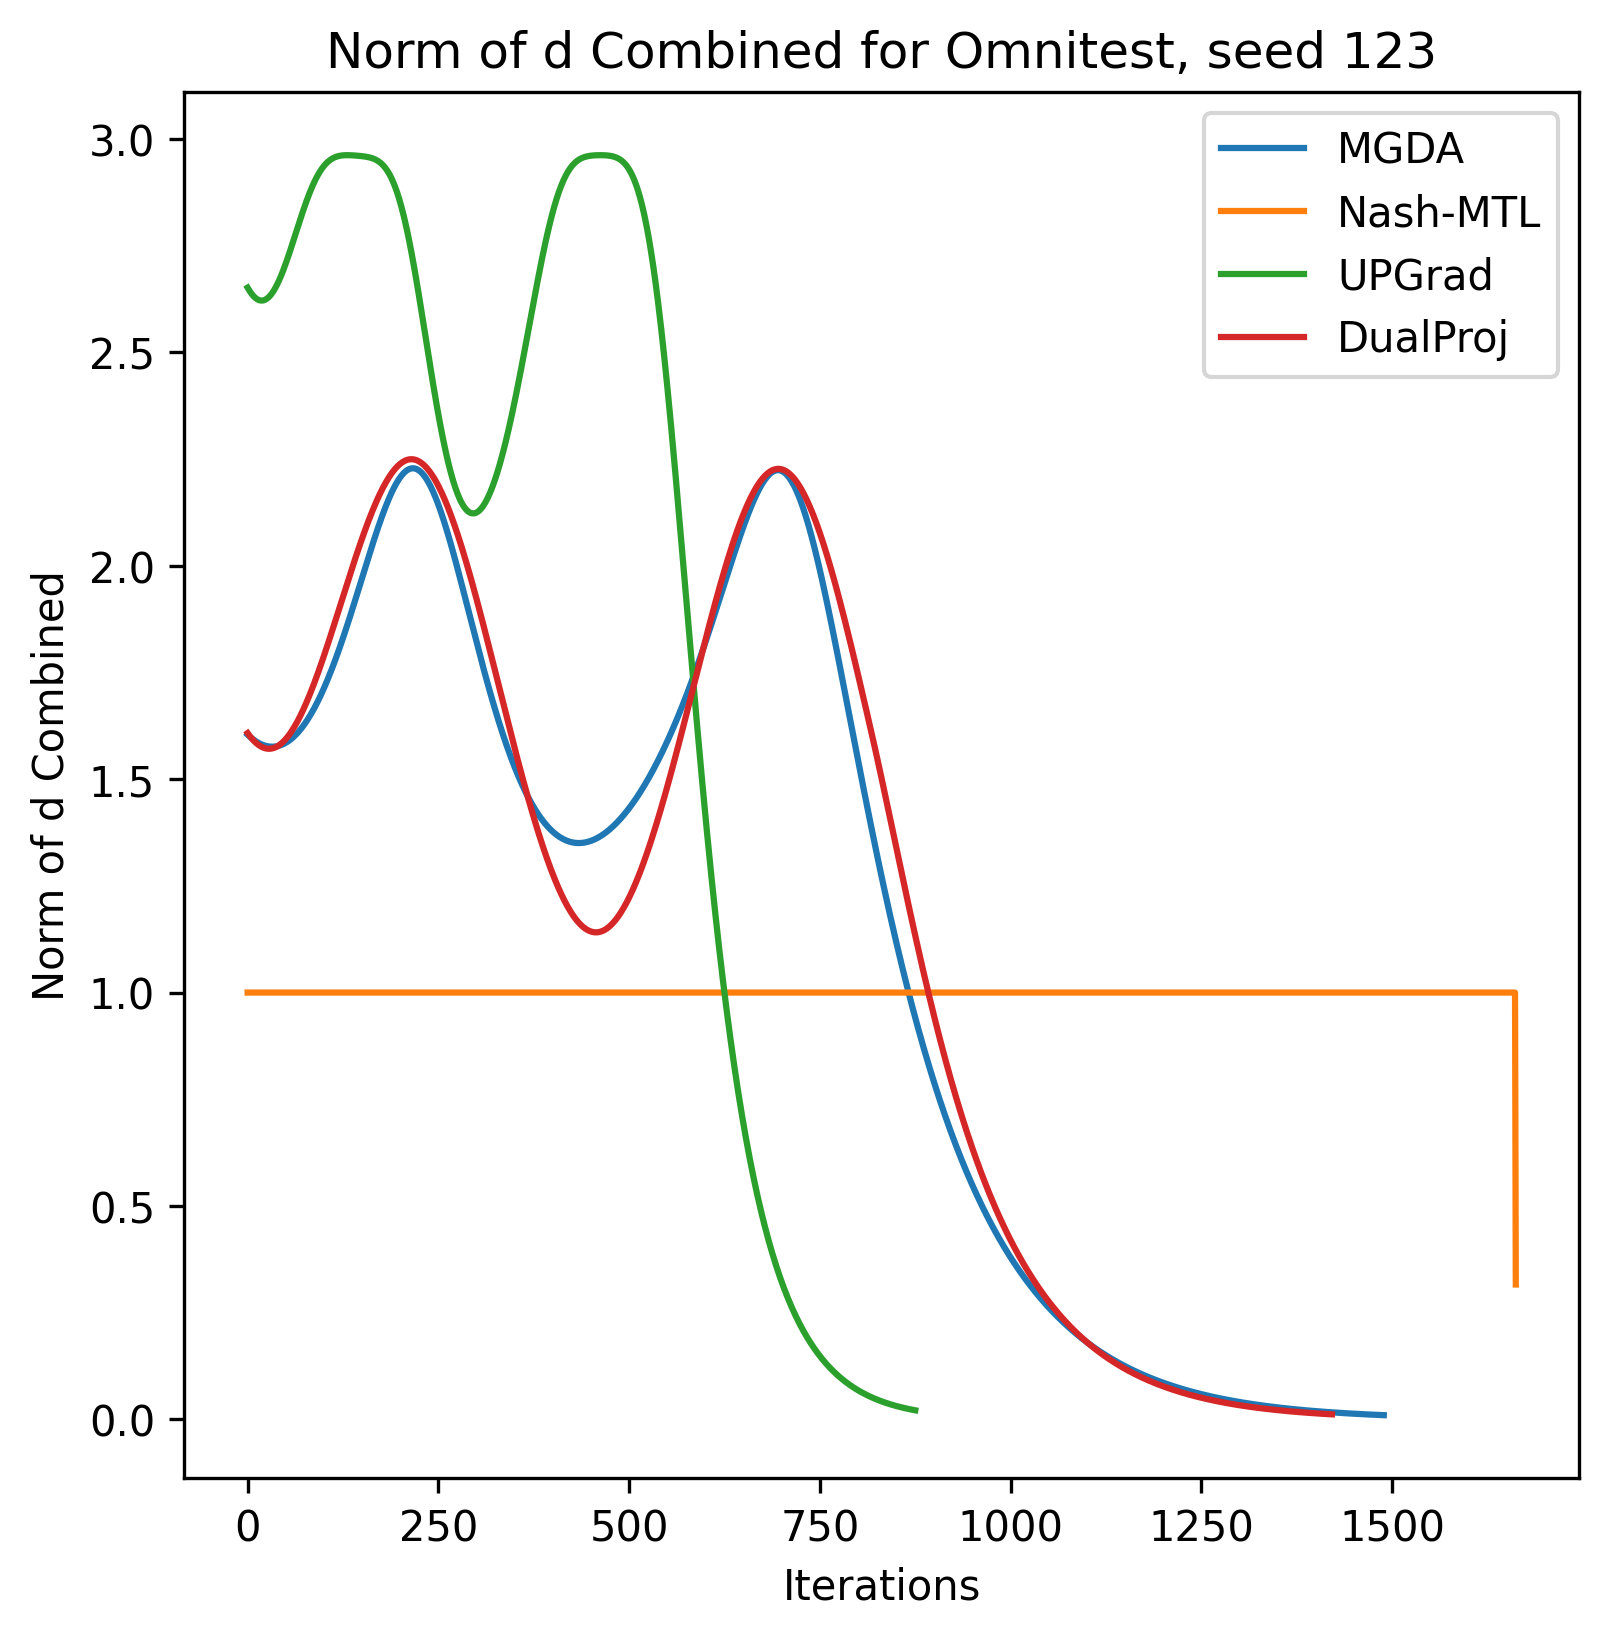 Norm of d Combined for Omnitest, seed 123
MGDA
Nash-MTL
UPGrad
DualProj
Norm of d Combined
3.0
2.5
2.0
1.5
1.0
0.5
0.0
0 250 500 750 1000 1250 1500
Iterations